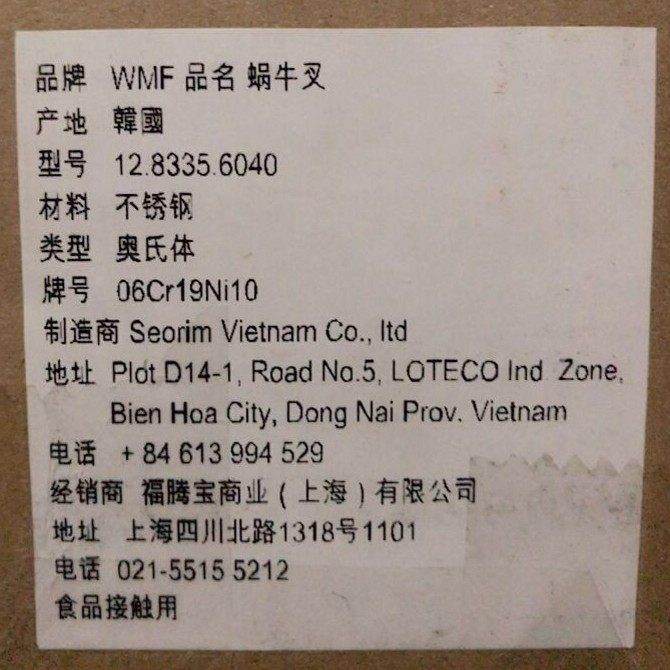 品牌 WMF 品名 蜗牛叉
产地 韓國
型号 12.8335.6040
材料 不锈钢
类型 奥氏体
牌号 06Cr19Ni10
制造商 Seorim Vietnam Co., ltd
地址 Plot D14-1, Road No.5, LOTECO Ind. Zone,
Bien Hoa City, Dong Nai Prov. Vietnam
电话 + 84 613 994 529
经销商 福腾宝商业（上海）有限公司
地址 上海四川北路1318号1101
电话 021-5515 5212
食品接触用